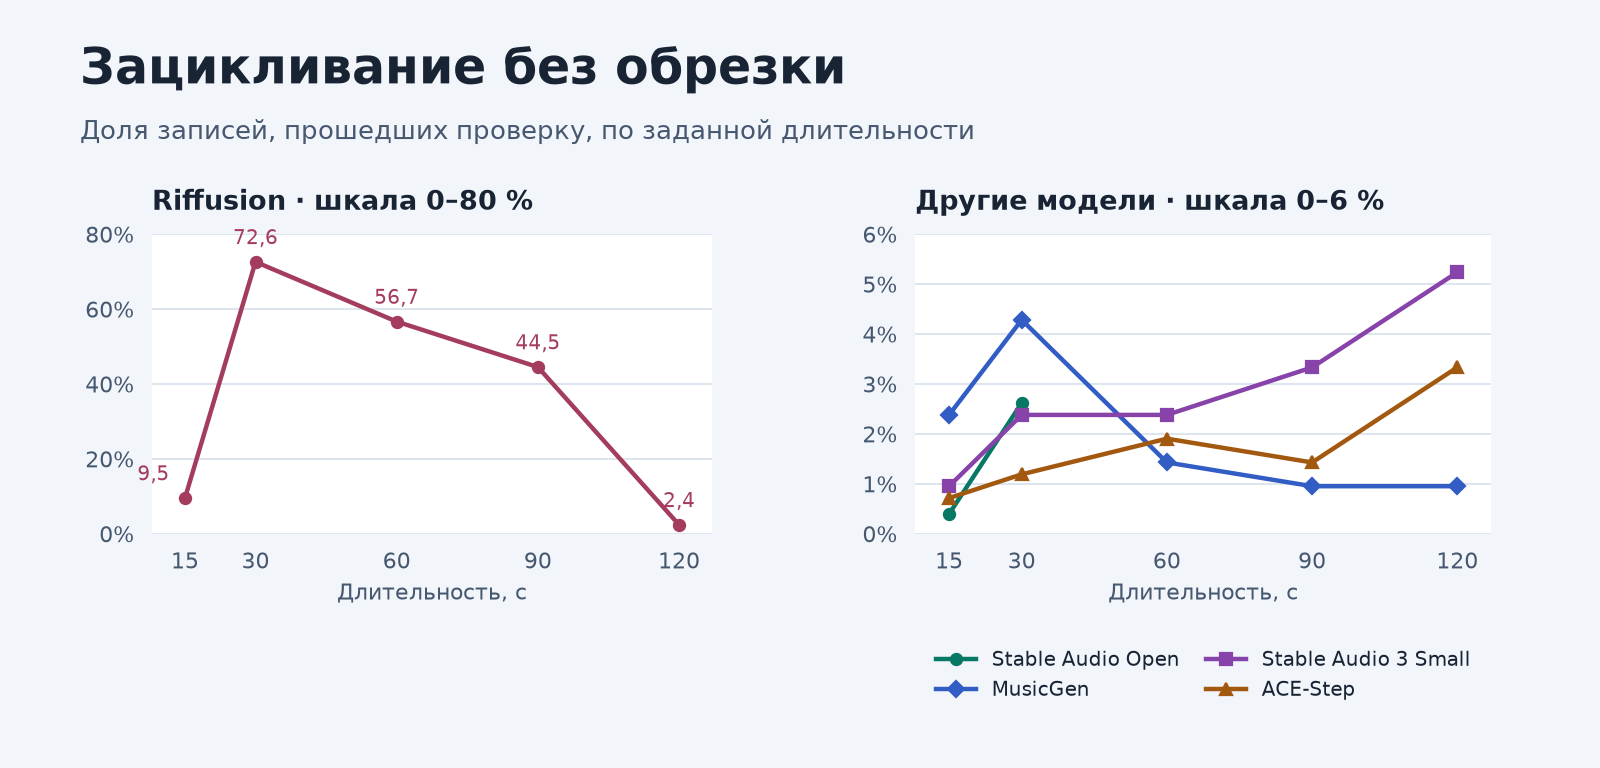 Зацикливание без обрезки
Доля записей, прошедших проверку, по заданной длительности
Riffusion · шкала 0–80 %
80%
60%
40%
20%
0%
72,6
56,7
44,5
9,5
2,4
15 30 60 90 120
Длительность, с
Другие модели · шкала 0–6 %
6%
5%
4%
3%
2%
1%
0%
15 30 60 90 120
Длительность, с
Stable Audio Open
Stable Audio 3 Small
MusicGen
ACE-Step